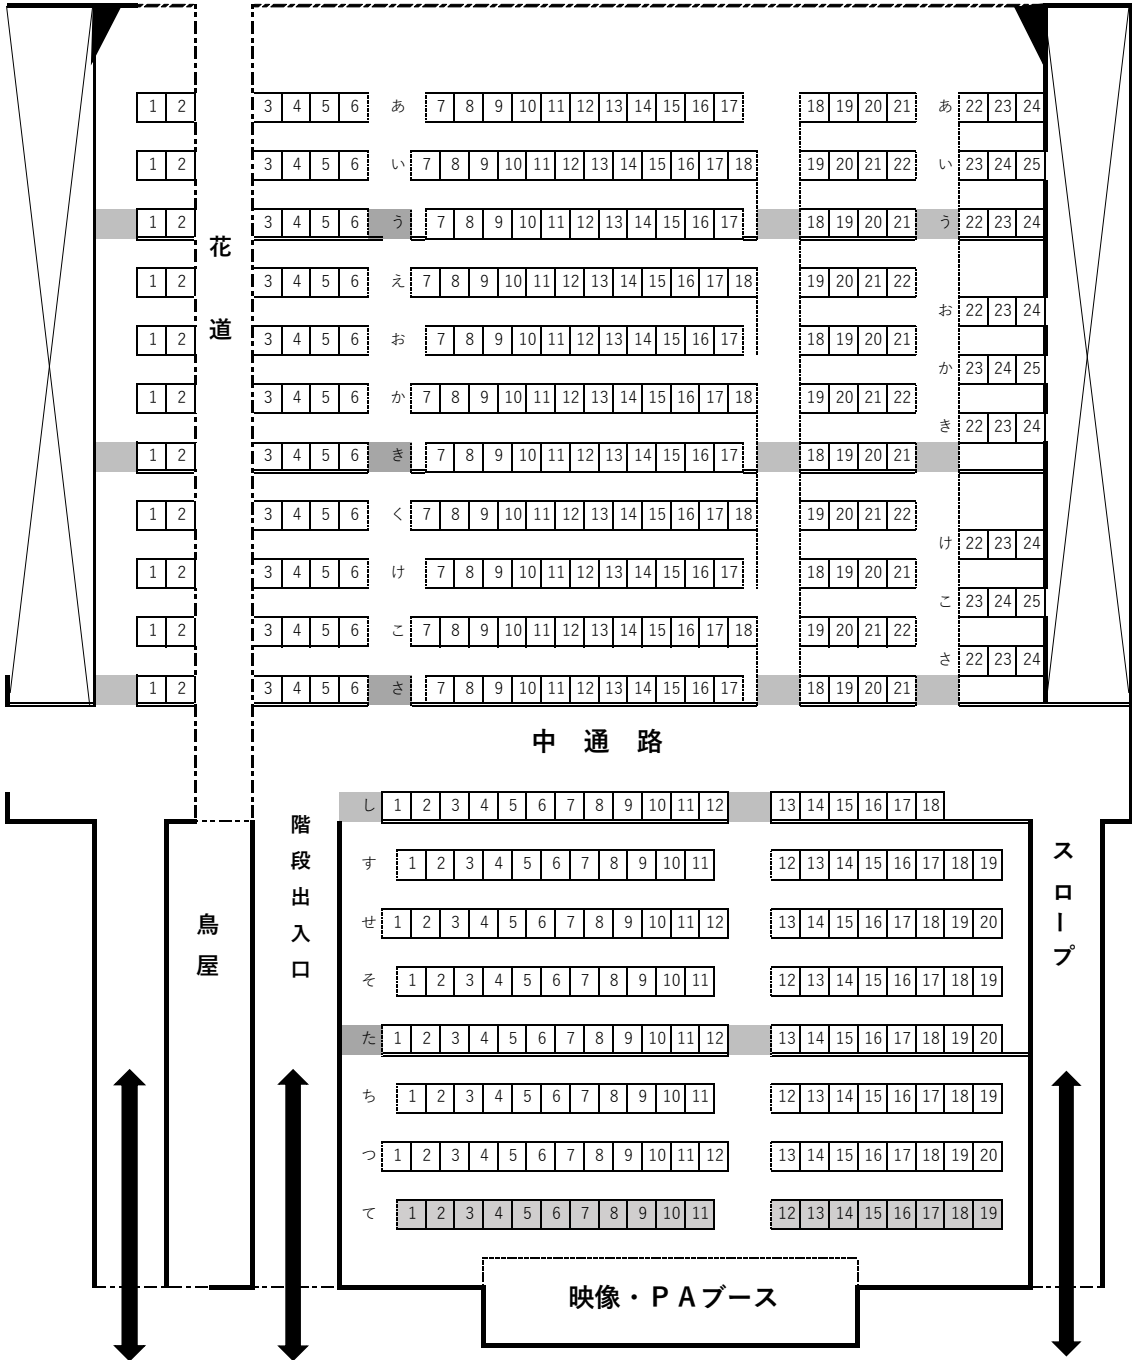 1 2 3 4 5 6 あ 7 8 9 10 11 12 13 14 15 16 17 18 19 20 21 あ 22 23 24
1 2 3 4 5 6 い 7 8 9 10 11 12 13 14 15 16 17 18 19 20 21 22 い 23 24 25
1 2 3 4 5 6 う 7 8 9 10 11 12 13 14 15 16 17 18 19 20 21 う 22 23 24
花道
1 2 3 4 5 6 え 7 8 9 10 11 12 13 14 15 16 17 18 19 20 21 22
お 22 23 24
1 2 3 4 5 6 お 7 8 9 10 11 12 13 14 15 16 17 18 19 20 21
か 23 24 25
1 2 3 4 5 6 か 7 8 9 10 11 12 13 14 15 16 17 18 19 20 21 22
き 22 23 24
1 2 3 4 5 6 き 7 8 9 10 11 12 13 14 15 16 17 18 19 20 21
1 2 3 4 5 6 く 7 8 9 10 11 12 13 14 15 16 17 18 19 20 21 22
け 22 23 24
1 2 3 4 5 6 け 7 8 9 10 11 12 13 14 15 16 17 18 19 20 21
こ 23 24 25
1 2 3 4 5 6 こ 7 8 9 10 11 12 13 14 15 16 17 18 19 20 21 22
さ 22 23 24
1 2 3 4 5 6 さ 7 8 9 10 11 12 13 14 15 16 17 18 19 20 21
中 通 路
し 1 2 3 4 5 6 7 8 9 10 11 12 13 14 15 16 17 18
階段出入口
スロープ
す 1 2 3 4 5 6 7 8 9 10 11 12 13 14 15 16 17 18 19
鳥屋
せ 1 2 3 4 5 6 7 8 9 10 11 12 13 14 15 16 17 18 19 20
そ 1 2 3 4 5 6 7 8 9 10 11 12 13 14 15 16 17 18 19
た 1 2 3 4 5 6 7 8 9 10 11 12 13 14 15 16 17 18 19 20
ち 1 2 3 4 5 6 7 8 9 10 11 12 13 14 15 16 17 18 19
つ 1 2 3 4 5 6 7 8 9 10 11 12 13 14 15 16 17 18 19 20
て 1 2 3 4 5 6 7 8 9 10 11 12 13 14 15 16 17 18 19
映像・ＰＡブース